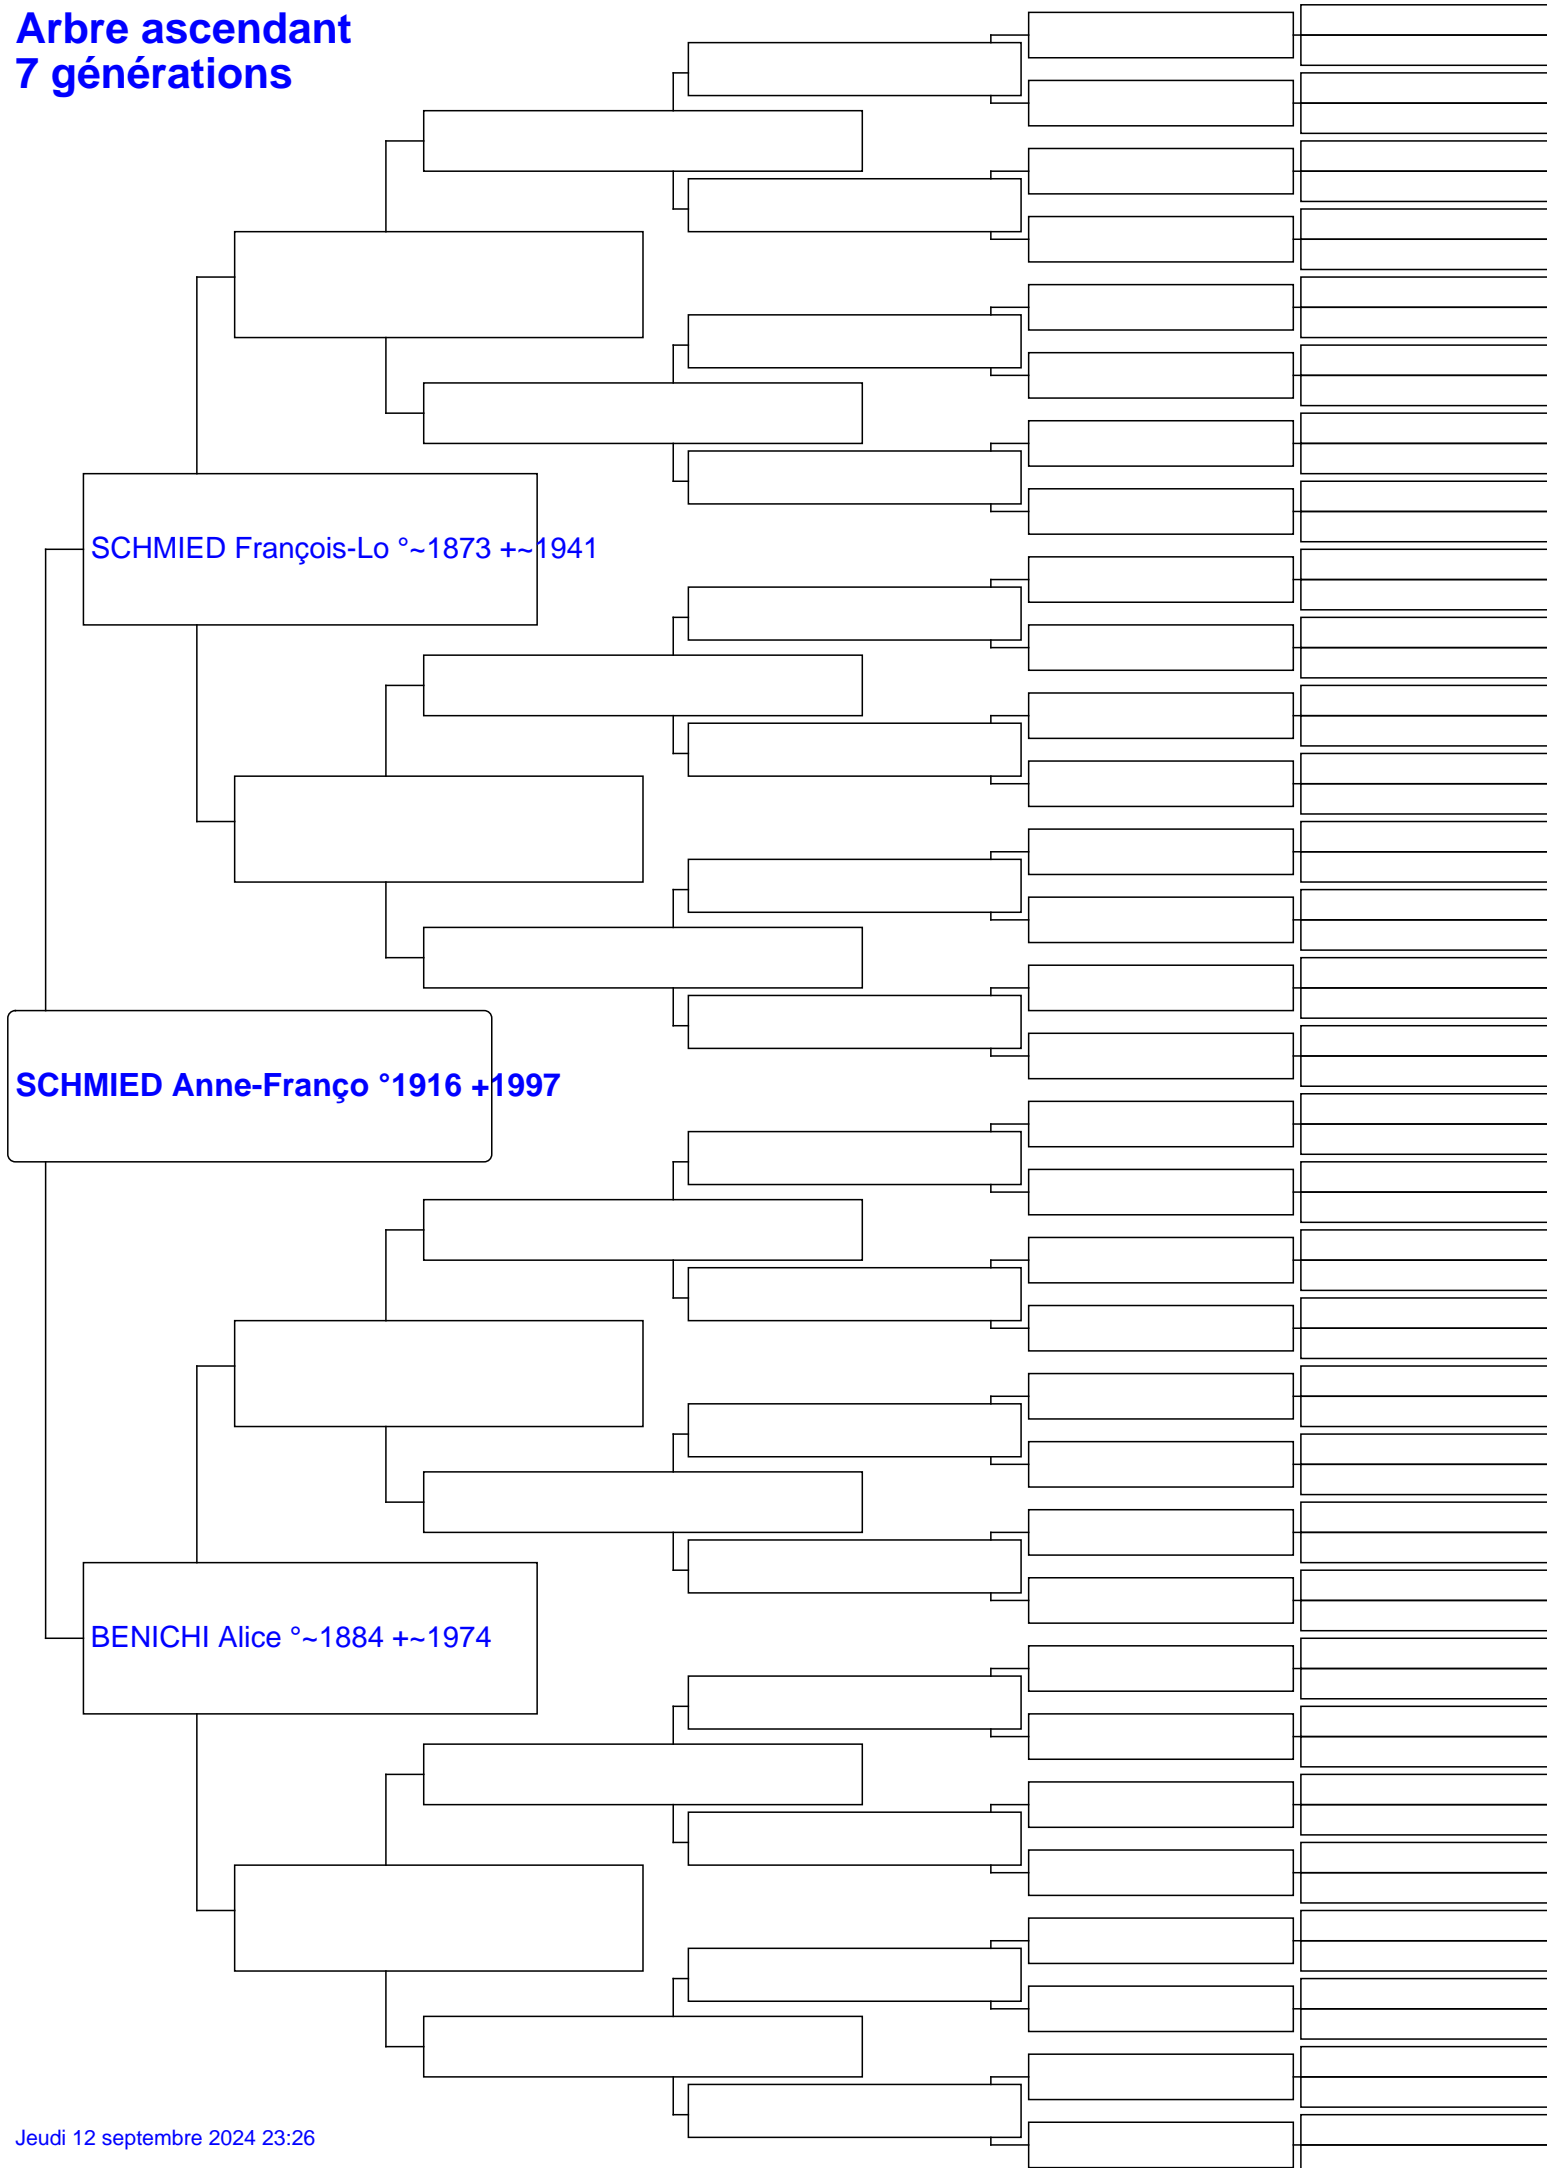 Arbre ascendant
7 générations
SCHMIED François-Lo °~1873 +~1941
SCHMIED Anne-Franço °1916 +1997
BENICHI Alice °~1884 +~1974
Jeudi 12 septembre 2024 23:26